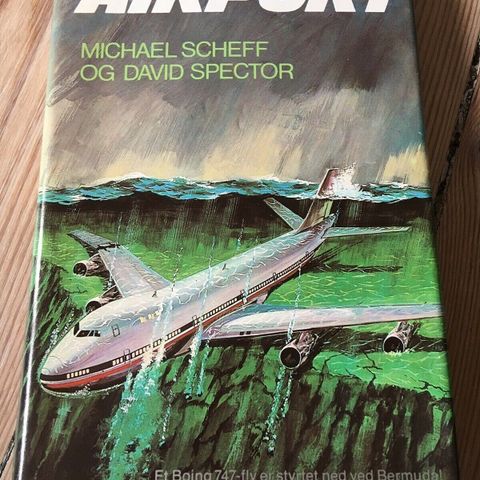 AIRPORT
MICHAEL SCHEFF
OG DAVID SPECTOR
Et Boing 747-fly er styrtet ned ved Bermuda!